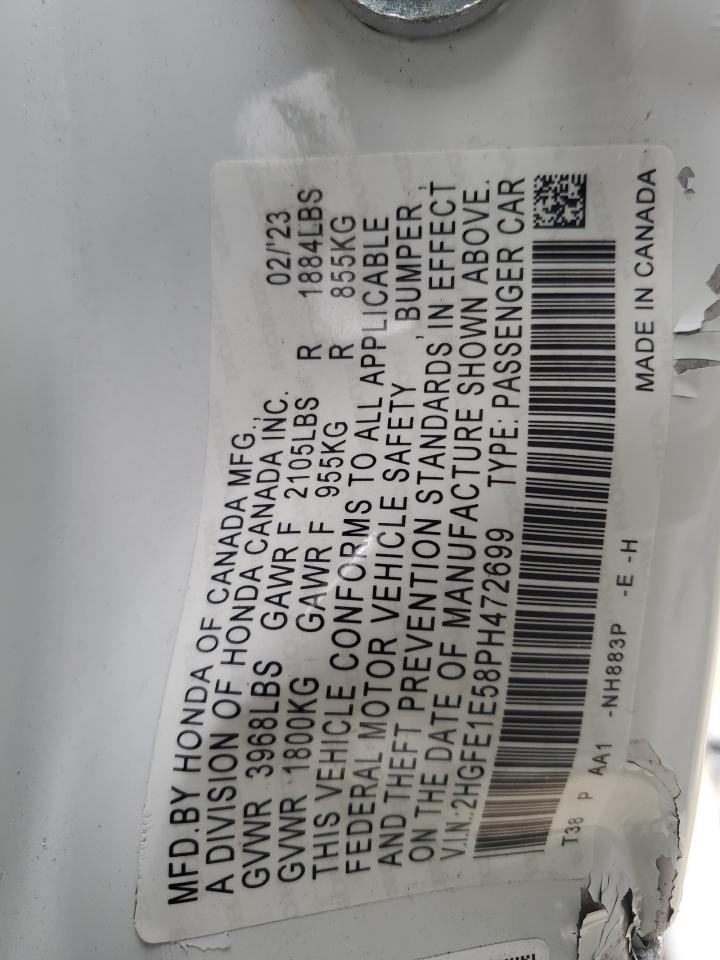 MFD.BY HONDA OF CANADA MFG.,
A DIVISION OF HONDA CANADA INC. 02/'23
GVWR 3968LBS GAWR F 2105LBS R 1884LBS
GVWR 1800KG GAWR F 955KG R 855KG
THIS VEHICLE CONFORMS TO ALL APPLICABLE
FEDERAL MOTOR VEHICLE SAFETY, BUMPER,
AND THEFT PREVENTION STANDARDS IN EFFECT
ON THE DATE OF MANUFACTURE SHOWN ABOVE.
V.I.N.:2HGFE1E58PH472699 TYPE: PASSENGER CAR
T38 P AA1 -NH883P -E -H
MADE IN CANADA